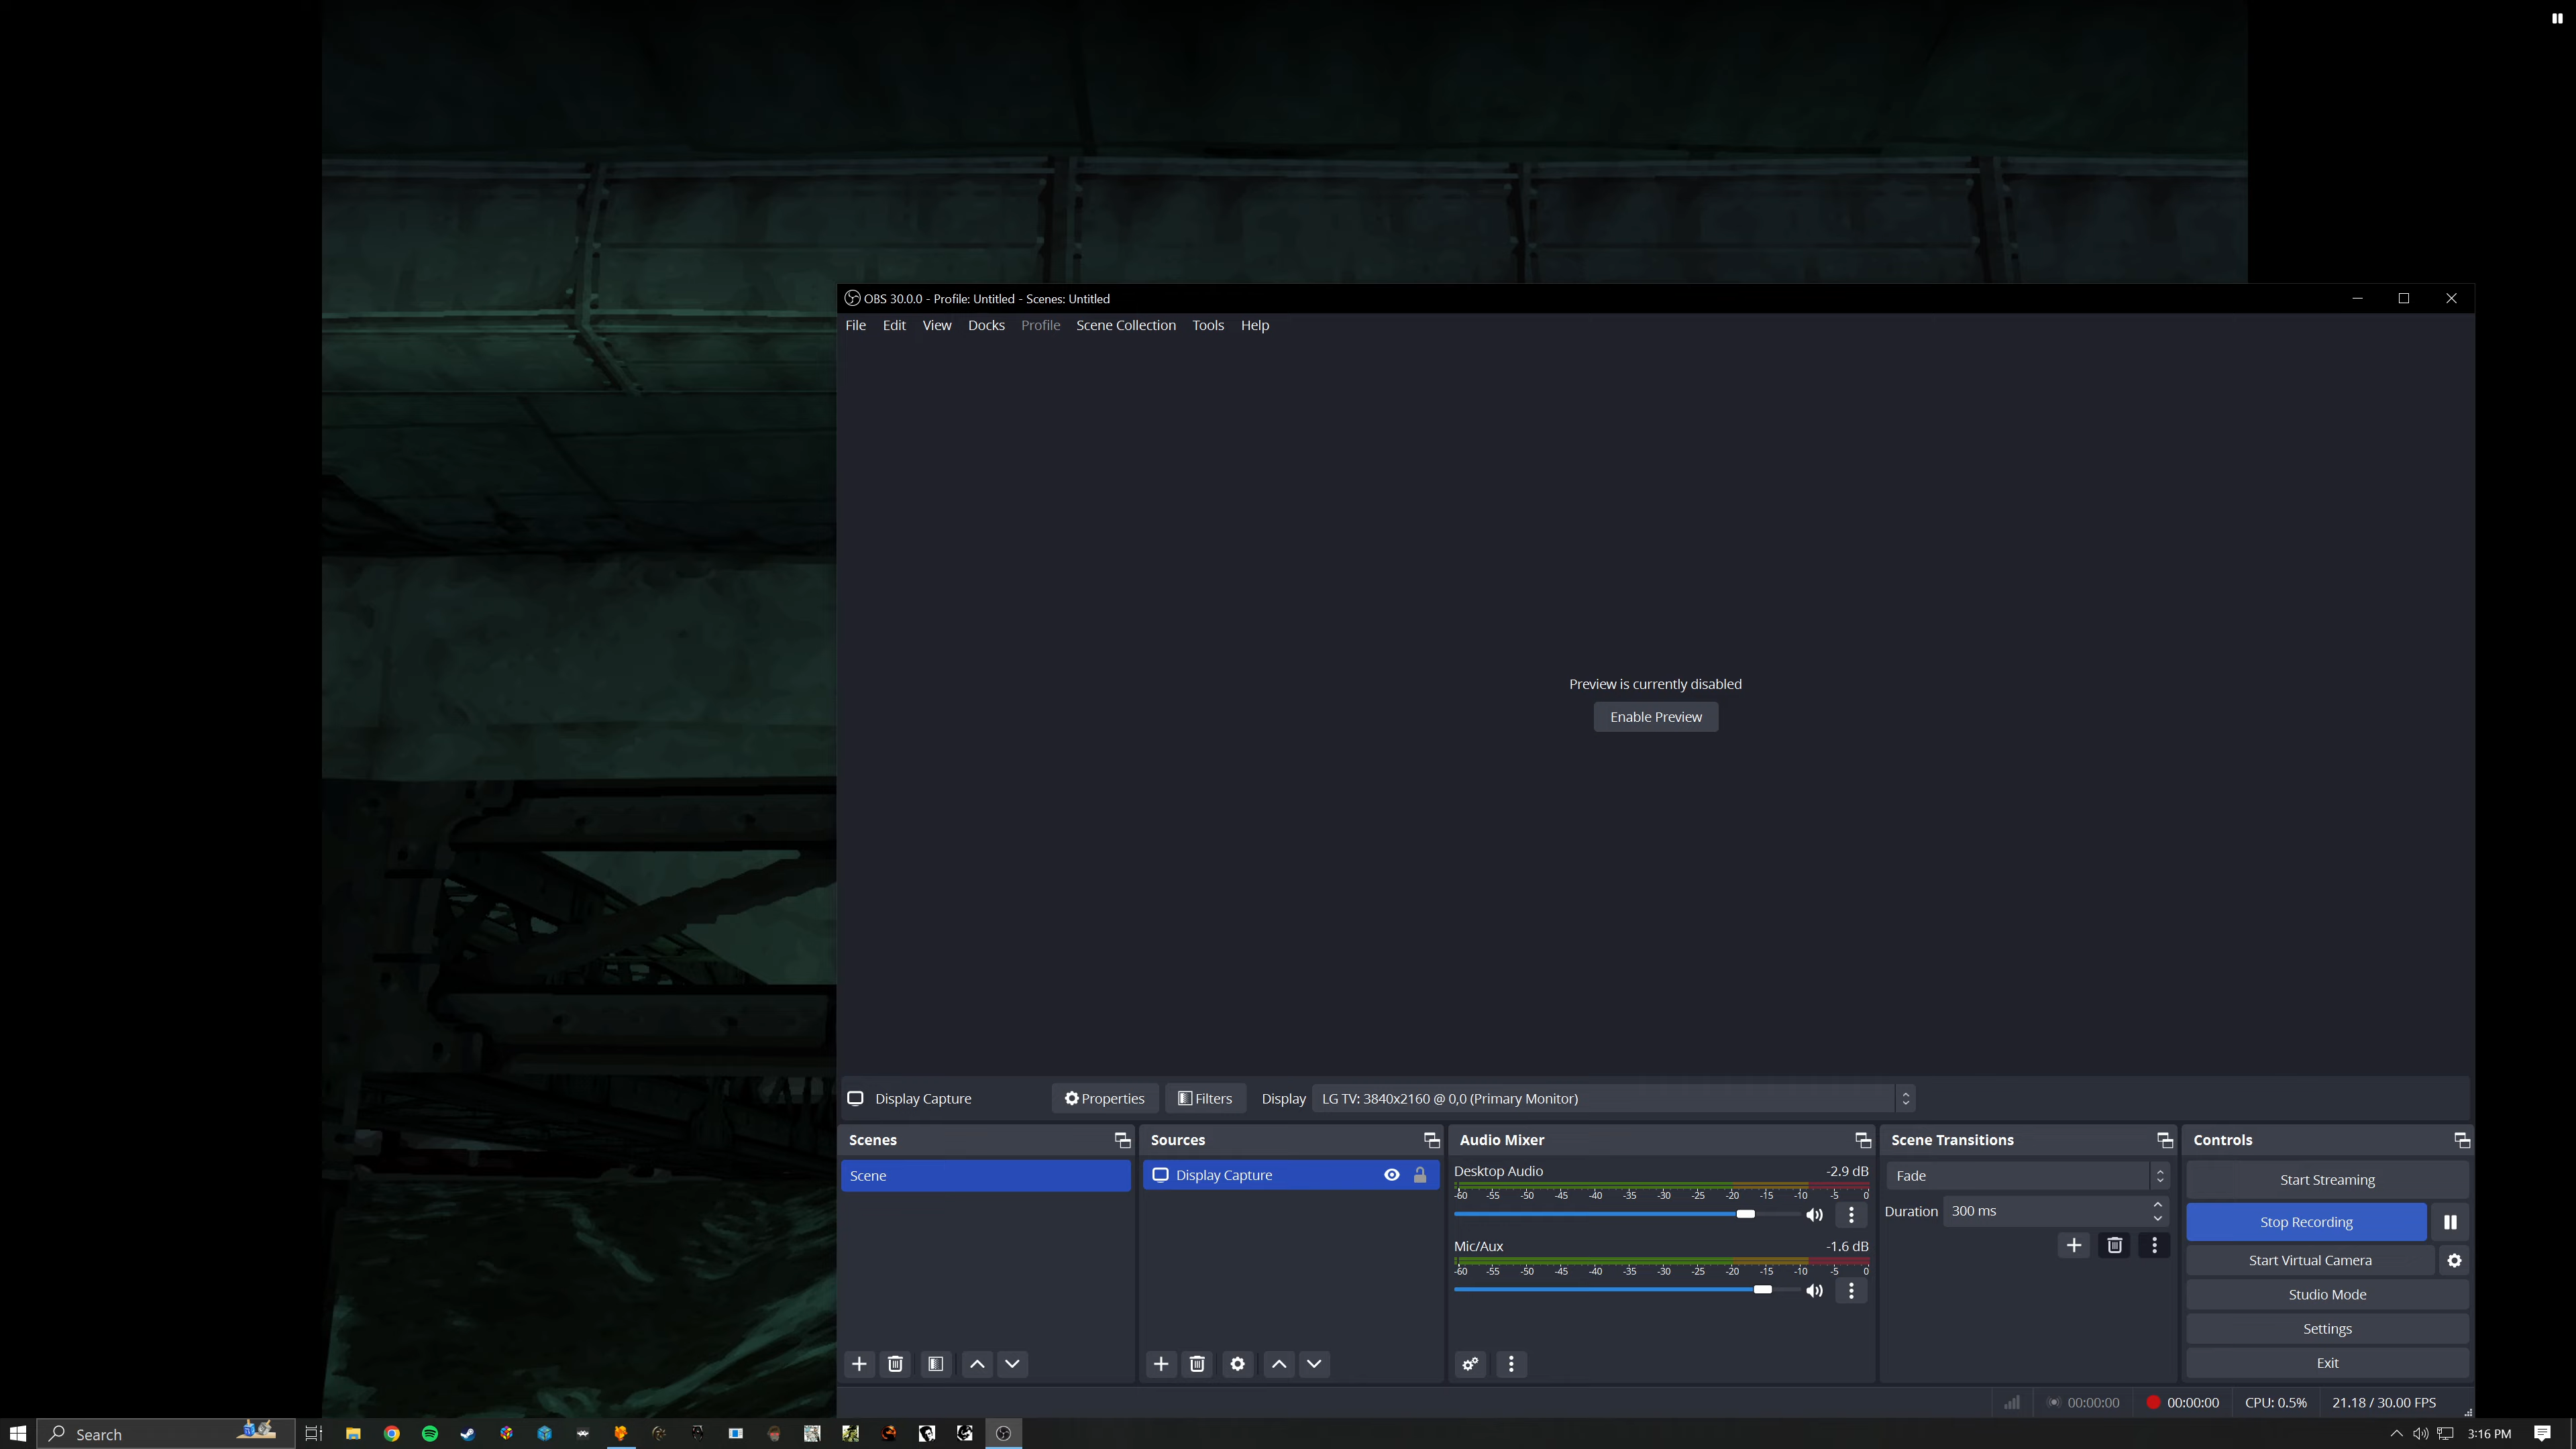 OBS 30.0.0 - Profile: Untitled - Scenes: Untitled
File Edit View Docks Profile Scene Collection Tools Help
Preview is currently disabled
Enable Preview
Display Capture Properties Filters Display LG TV: 3840x2160 @ 0,0 (Primary Monitor)
Scenes
Scene
Sources
Display Capture
Audio Mixer
Desktop Audio -2.9 dB
-60 -55 -50 -45 -40 -35 -30 -25 -20 -15 -10 -5 0
Mic/Aux -1.6 dB
-60 -55 -50 -45 -40 -35 -30 -25 -20 -15 -10 -5 0
Scene Transitions
Fade
Duration 300 ms
Controls
Start Streaming
Stop Recording
Start Virtual Camera
Studio Mode
Settings
Exit
00:00:00 00:00:00 CPU: 0.5% 21.18 / 30.00 FPS
Search 3:16 PM